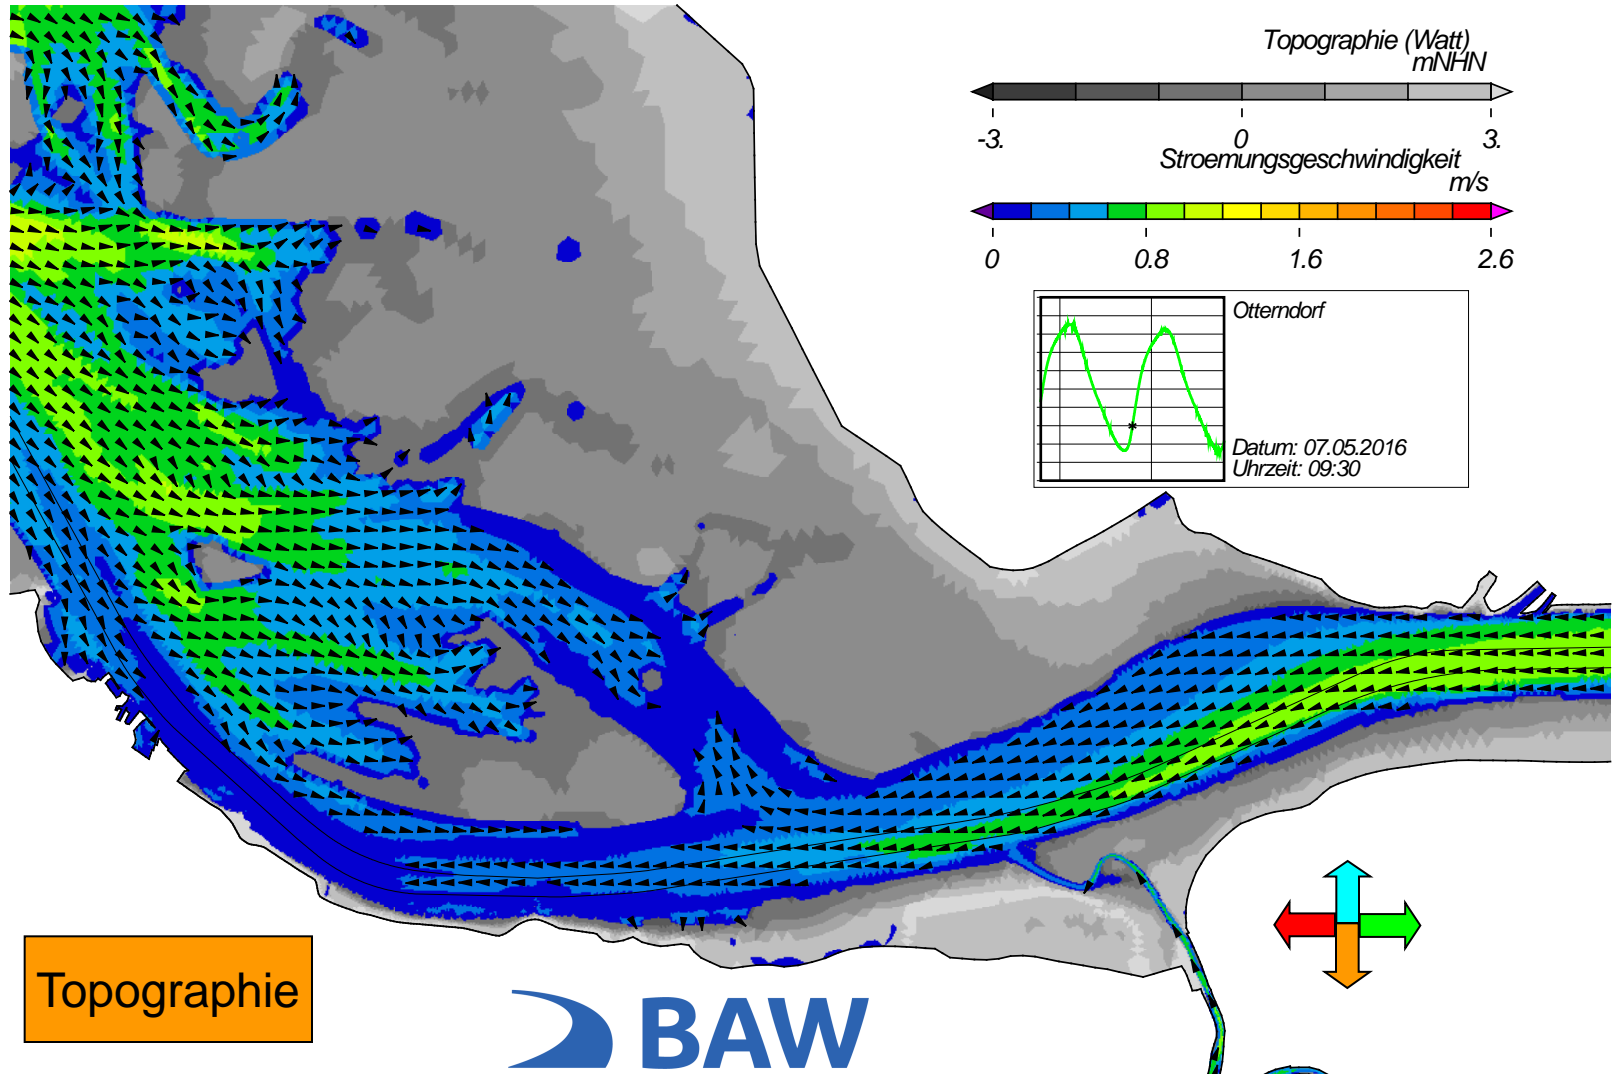 Topographie (Watt)
mNHN
-3. 0 3.
Stroemungsgeschwindigkeit
m/s
0 0.8 1.6 2.6
Otterndorf
Datum: 07.05.2016
Uhrzeit: 09:30
Topographie
BAW